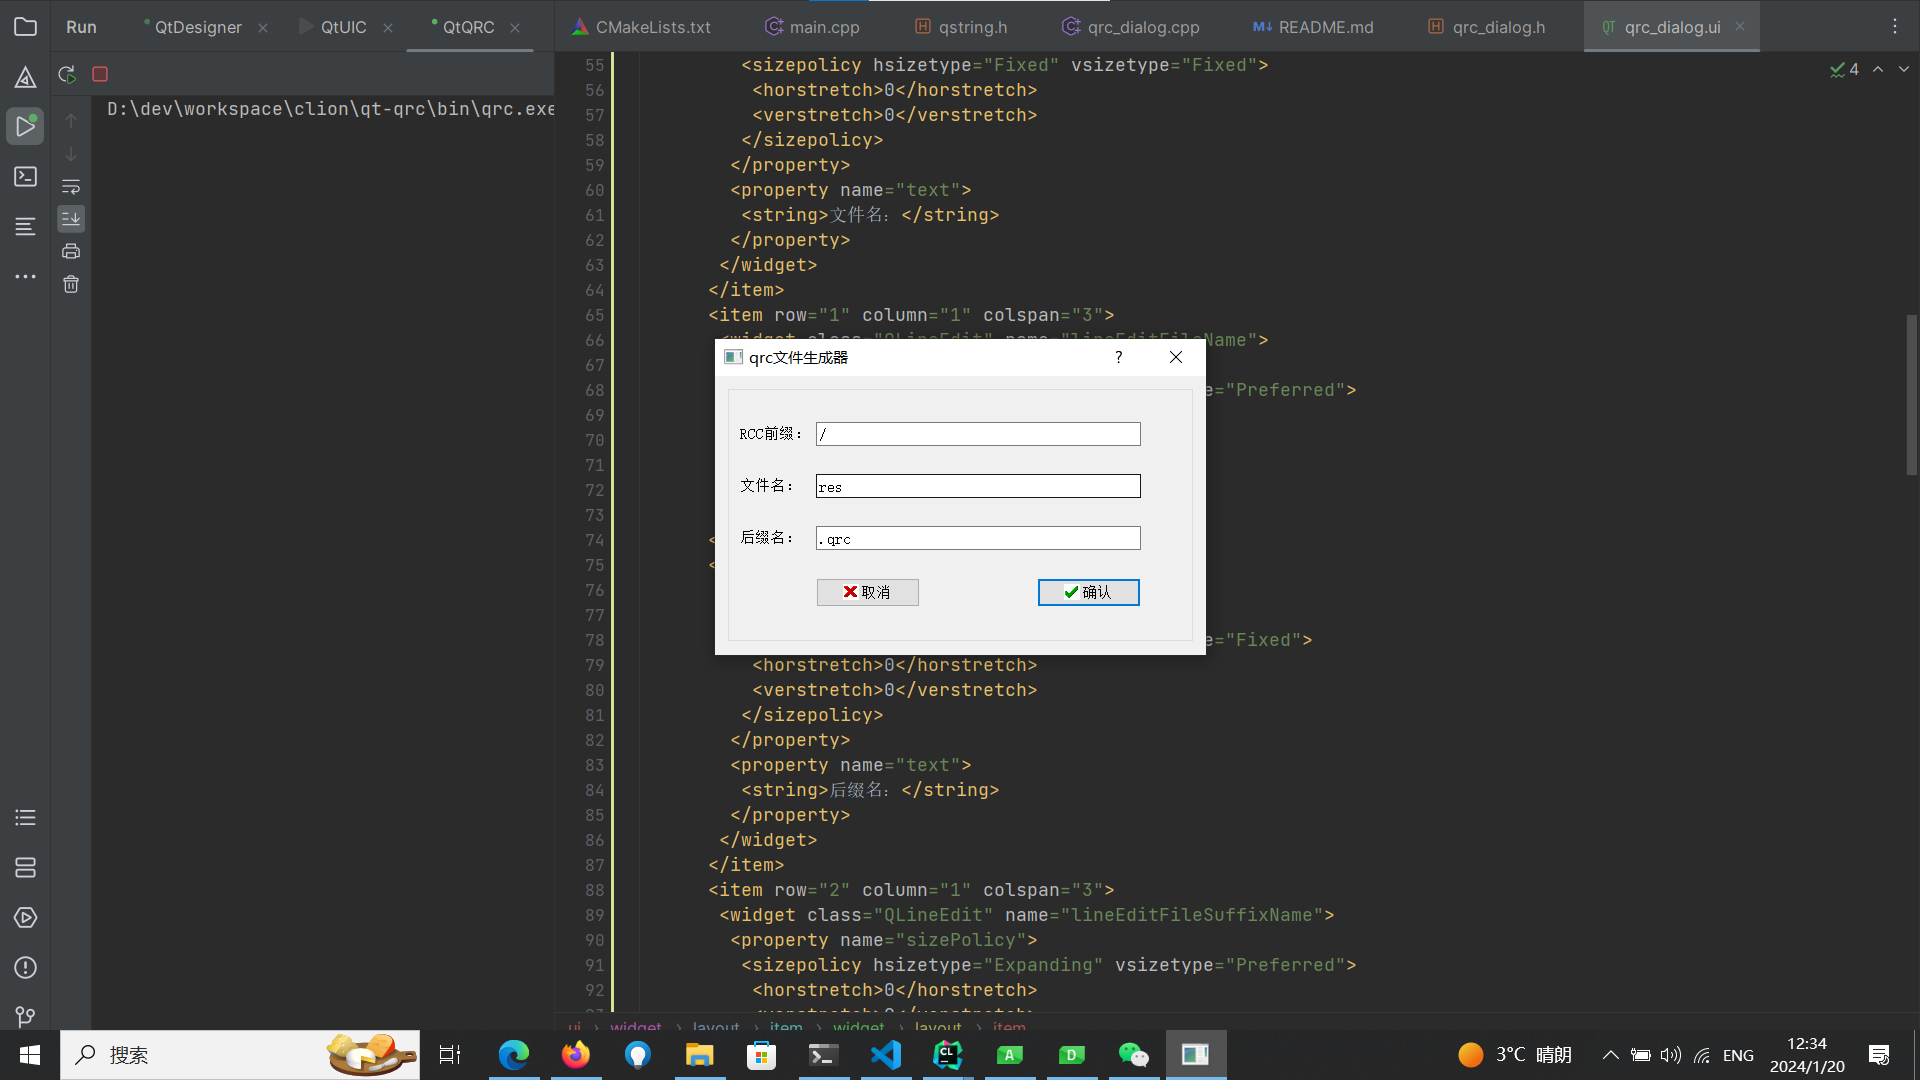 Run
QtDesigner
QtUIC
QtQRC
CMakeLists.txt
main.cpp
qstring.h
qrc_dialog.cpp
README.md
qrc_dialog.h
qrc_dialog.ui
D:\dev\workspace\clion\qt-qrc\bin\qrc.exe
4
55 <sizepolicy hsizetype="Fixed" vsizetype="Fixed">
56 <horstretch>0</horstretch>
57 <verstretch>0</verstretch>
58 </sizepolicy>
59 </property>
60 <property name="text">
61 <string>文件名：</string>
62 </property>
63 </widget>
64 </item>
65 <item row="1" column="1" colspan="3">
66 <widget class="QLineEdit" name="lineEditFileName">
67
68 e="Preferred">
69
70
71
72
73
74 <
75 <
76
77
78 e="Fixed">
79 <horstretch>0</horstretch>
80 <verstretch>0</verstretch>
81 </sizepolicy>
82 </property>
83 <property name="text">
84 <string>后缀名：</string>
85 </property>
86 </widget>
87 </item>
88 <item row="2" column="1" colspan="3">
89 <widget class="QLineEdit" name="lineEditFileSuffixName">
90 <property name="sizePolicy">
91 <sizepolicy hsizetype="Expanding" vsizetype="Preferred">
92 <horstretch>0</horstretch>
93 <verstretch>0</verstretch>
qrc文件生成器
?
RCC前缀：
/
文件名：
res
后缀名：
.qrc
取消
确认
ui › widget › layout › item › widget › layout › item
搜索
3°C 晴朗
ENG
12:34
2024/1/20